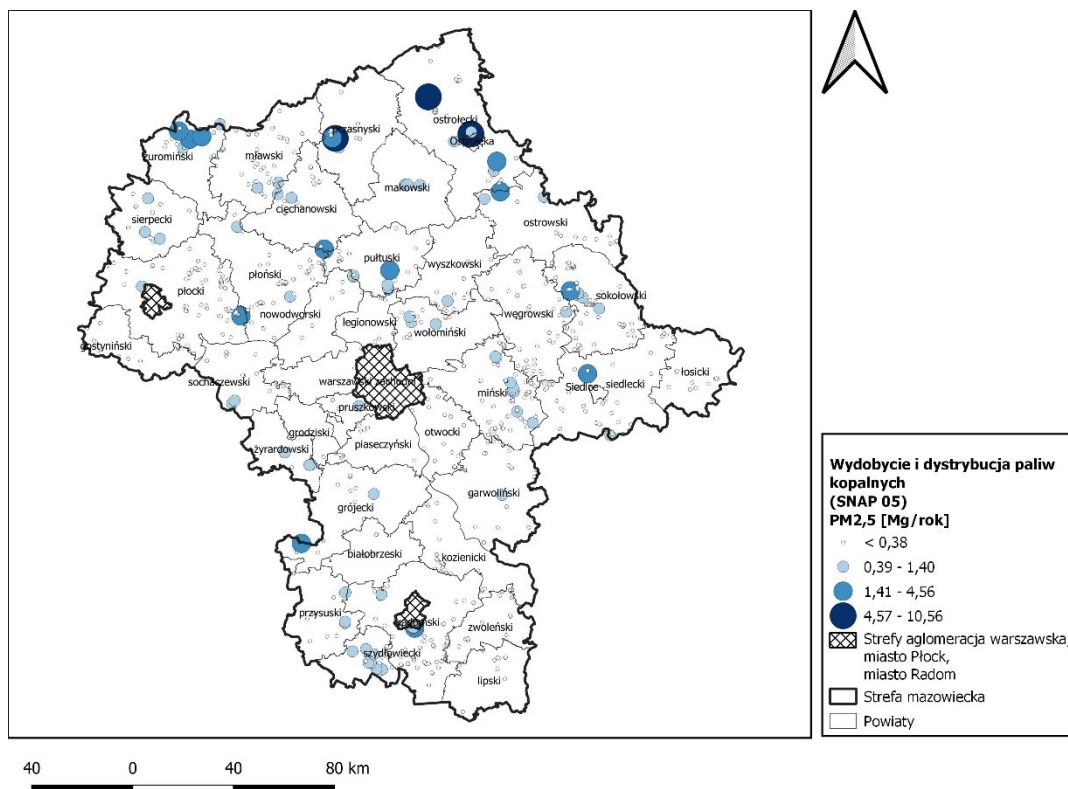 ostrołęcki
przasnyski
Ostrołęka
żuromiński
mławski
makowski
ciechanowski
sierpecki
ostrowski
pułtuski
wyszkowski
płoński
płocki
sokołowski
nowodworski
węgrowski
legionowski
wołomiński
gostyniński
łosicki
sochaczewski
warszawski zachodni
Siedlce
siedlecki
miński
pruszkowski
otwocki
grodziski
piaseczyński
żyrardowski
garwoliński
grójecki
białobrzeski
kozienicki
przysuski
radomski
zwoleński
szydłowiecki
lipski
Wydobycie i dystrybucja paliw
kopalnych
(SNAP 05)
PM2,5 [Mg/rok]
< 0,38
0,39 - 1,40
1,41 - 4,56
4,57 - 10,56
Strefy aglomeracja warszawska,
miasto Płock,
miasto Radom
Strefa mazowiecka
Powiaty
40 0 40 80 km